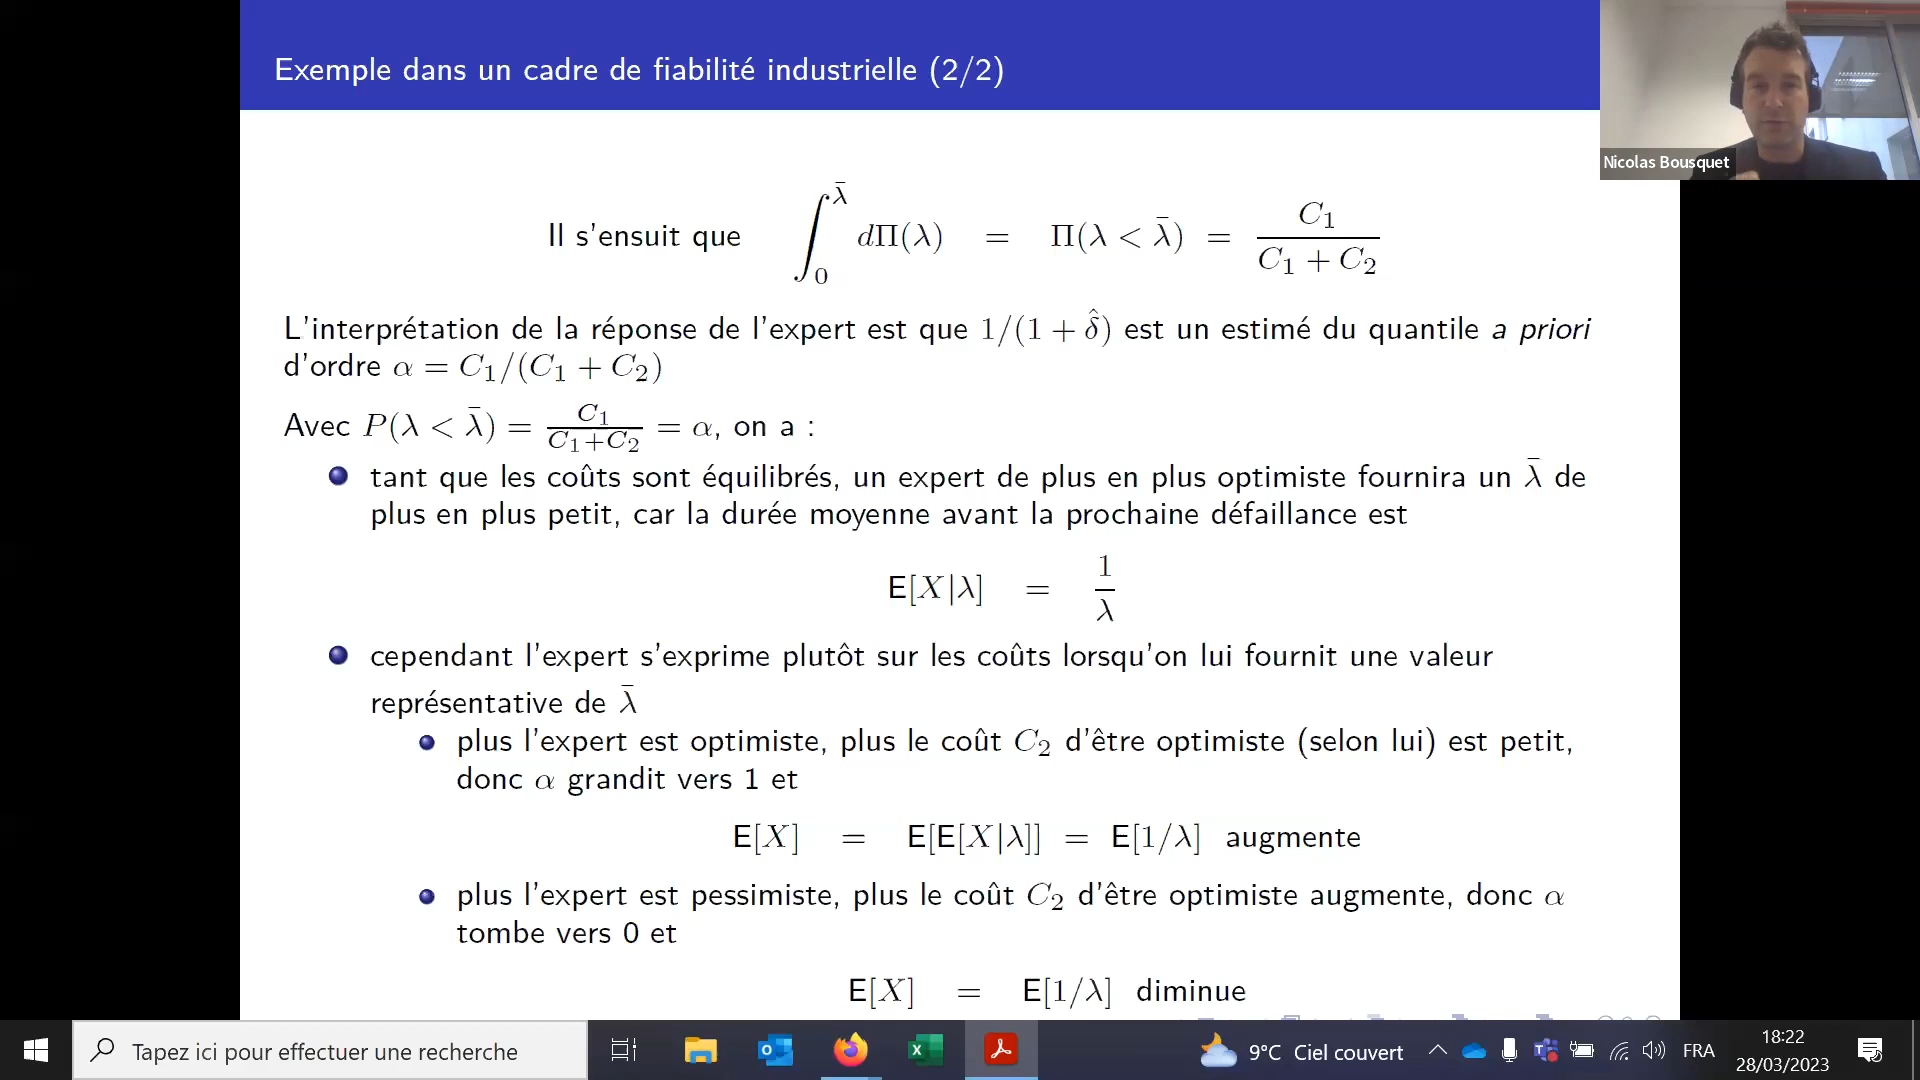 Exemple dans un cadre de fiabilité industrielle (2/2)
Nicolas Bousquet
Il s'ensuit que ∫₀^λ̄ dΠ(λ) = Π(λ < λ̄) = C₁/(C₁ + C₂)
L'interprétation de la réponse de l'expert est que 1/(1 + δ̂) est un estimé du quantile a priori
d'ordre α = C₁/(C₁ + C₂)
Avec P(λ < λ̄) = C₁/(C₁+C₂) = α, on a :
tant que les coûts sont équilibrés, un expert de plus en plus optimiste fournira un λ̄ de
plus en plus petit, car la durée moyenne avant la prochaine défaillance est
E[X|λ] = 1/λ
cependant l'expert s'exprime plutôt sur les coûts lorsqu'on lui fournit une valeur
représentative de λ̄
plus l'expert est optimiste, plus le coût C₂ d'être optimiste (selon lui) est petit,
donc α grandit vers 1 et
E[X] = E[E[X|λ]] = E[1/λ] augmente
plus l'expert est pessimiste, plus le coût C₂ d'être optimiste augmente, donc α
tombe vers 0 et
E[X] = E[1/λ] diminue
Tapez ici pour effectuer une recherche
9°C Ciel couvert
FRA
18:22
28/03/2023